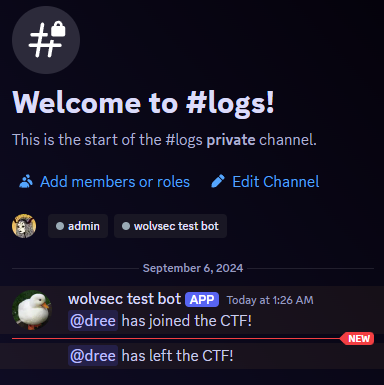 Welcome to #logs!
This is the start of the #logs private channel.
Add members or roles Edit Channel
admin wolvsec test bot
September 6, 2024
wolvsec test bot APP Today at 1:26 AM
@dree has joined the CTF!
NEW
@dree has left the CTF!